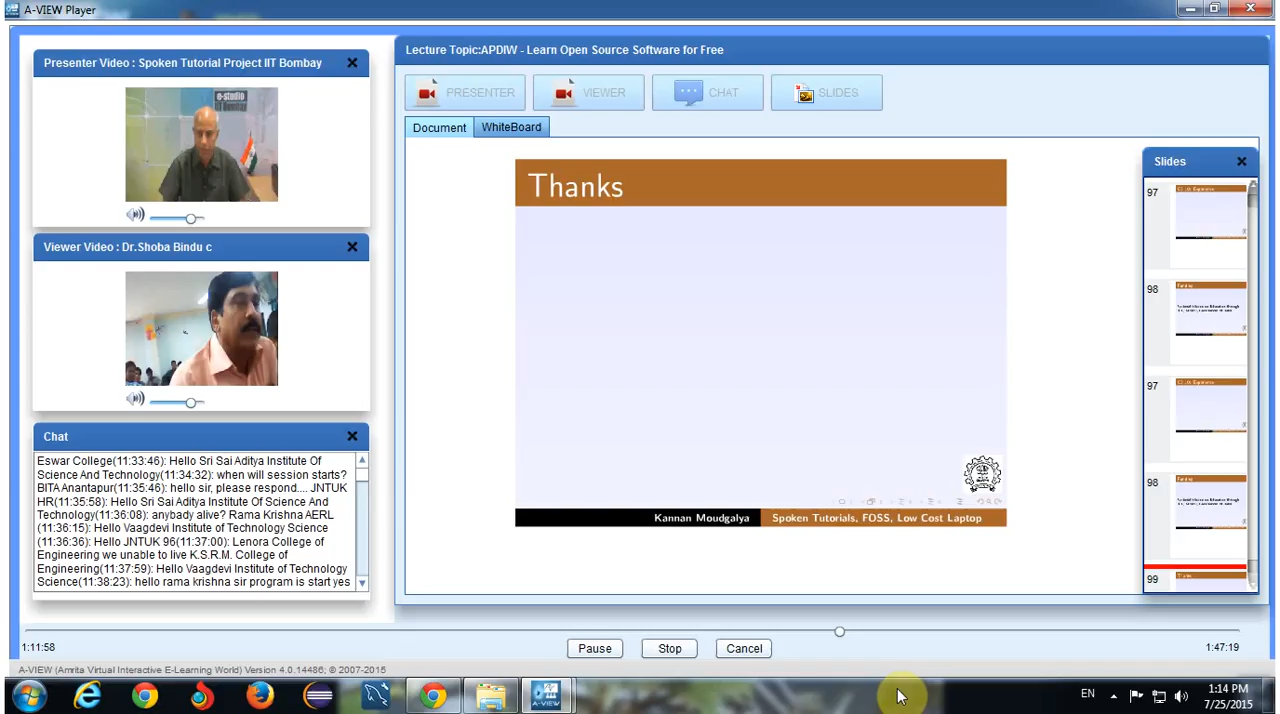 A-VIEW Player
Presenter Video : Spoken Tutorial Project IIT Bombay
e-studio
IIT Bombay
Viewer Video : Dr.Shoba Bindu c
Chat
Eswar College(11:33:46): Hello Sri Sai Aditya Institute Of
Science And Technology(11:34:32): when will session starts?
BITA Anantapur(11:35:46): hello sir, please respond.... JNTUK
HR(11:35:58): Hello Sri Sai Aditya Institute Of Science And
Technology(11:36:08): anybady alive? Rama Krishna AERL
(11:36:15): Hello Vaagdevi Institute of Technology Science
(11:36:36): Hello JNTUK 96(11:37:00): Lenora College of
Engineering we unable to live K.S.R.M. College of
Engineering(11:37:59): Hello Vaagdevi Institute of Technology
Science(11:38:23): hello rama krishna sir program is start yes
Lecture Topic:APDIW - Learn Open Source Software for Free
PRESENTER
VIEWER
CHAT
SLIDES
Document
WhiteBoard
Thanks
Kannan Moudgalya
Spoken Tutorials, FOSS, Low Cost Laptop
Slides
97
98
Funding
97
98
Funding
99
Thanks
1:11:58
Pause
Stop
Cancel
1:47:19
A-VIEW (Amrita Virtual Interactive E-Learning World) Version 4.0.14486; © 2007-2015
A-VIEW
EN
1:14 PM
7/25/2015